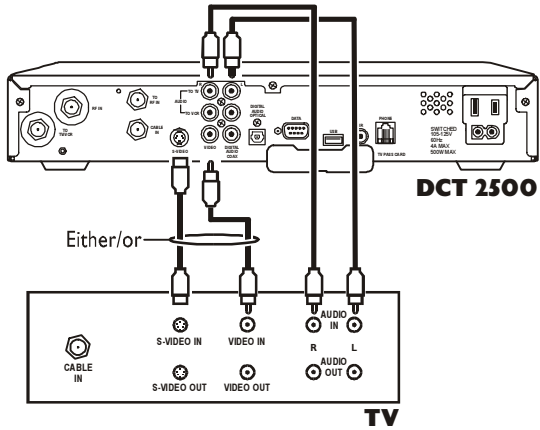 RF IN
TO
TV/VCR
TO
RF IN
CABLE
IN
AUDIO
TO TV
TO VCR
S-VIDEO
VIDEO
DIGITAL
AUDIO
COAX
DIGITAL
AUDIO
OPTICAL
DATA
USB
PHONE
TV PASS CARD
SWITCHED
105-125V
60Hz
4A MAX
500W MAX
DCT 2500
Either/or
S-VIDEO IN
VIDEO IN
AUDIO
IN
R
L
CABLE
IN
S-VIDEO OUT
VIDEO OUT
AUDIO
OUT
TV